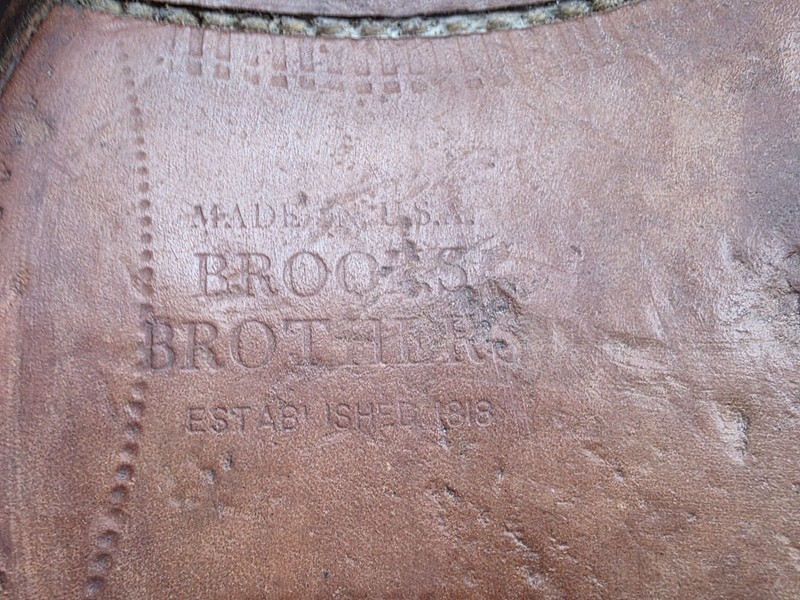 MADE IN U.S.A.
BROOKS
BROTHERS
ESTABLISHED 1818